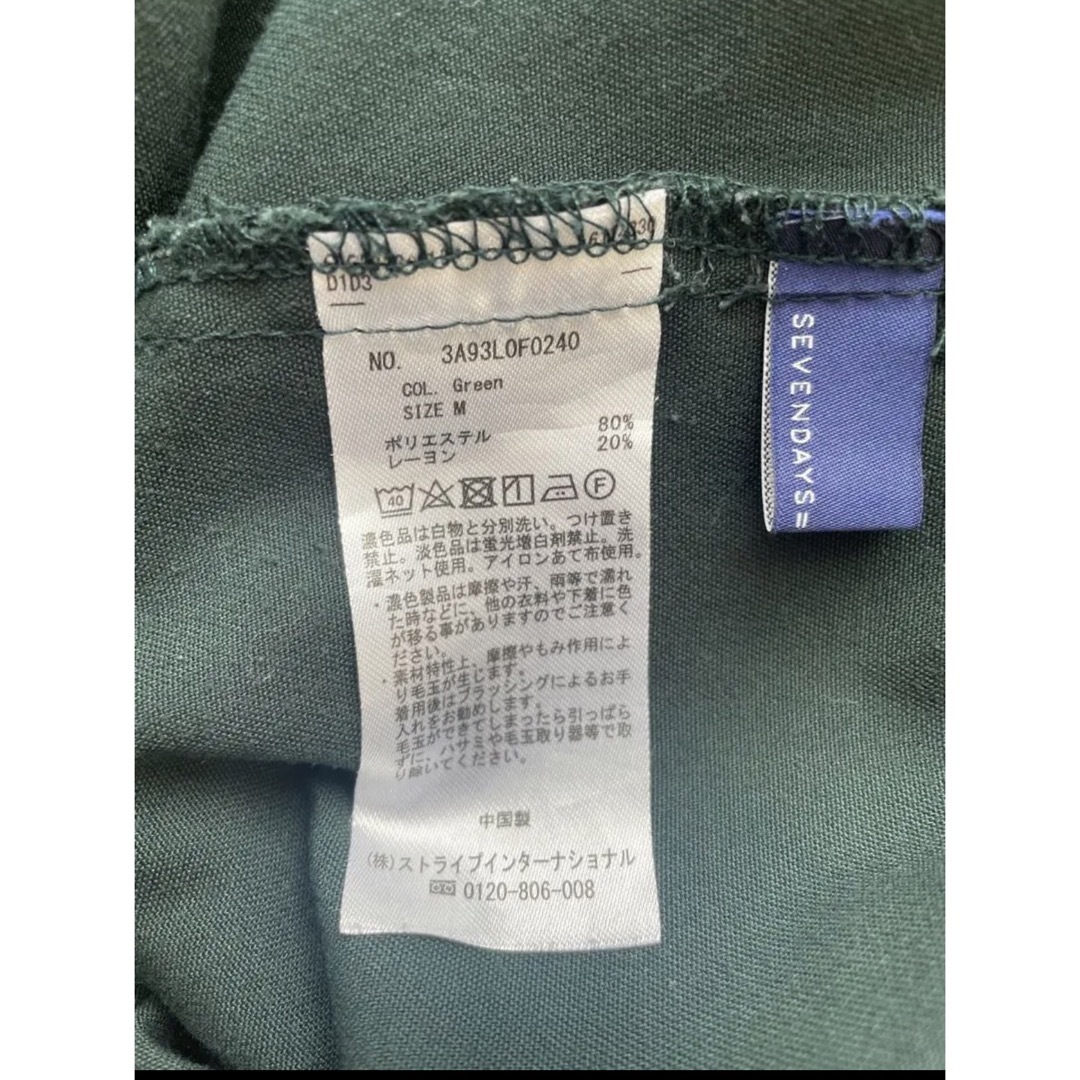 D1D3
NO. 3A93L0F0240
COL. Green
SIZE M
ポリエステル 80%
レーヨン 20%
40 F
濃色品は白物と分別洗い。つけ置き
禁止。淡色品は蛍光増白剤禁止。洗
濯ネット使用。アイロンあて布使用。
・濃色製品は摩擦や汗、雨等で濡れ
た時などに、他の衣料や下着に色
が移る事がありますのでご注意く
ださい。
・素材特性上、摩擦やもみ作用によ
り毛玉が生じます。
着用後はブラッシングによるお手
入れをお勧めします。
毛玉ができてしまったら引っぱら
ずに、ハサミや毛玉取り器等で取
り除いてください。
中国製
(株)ストライプインターナショナル
0120-806-008
SEVENDAYS=